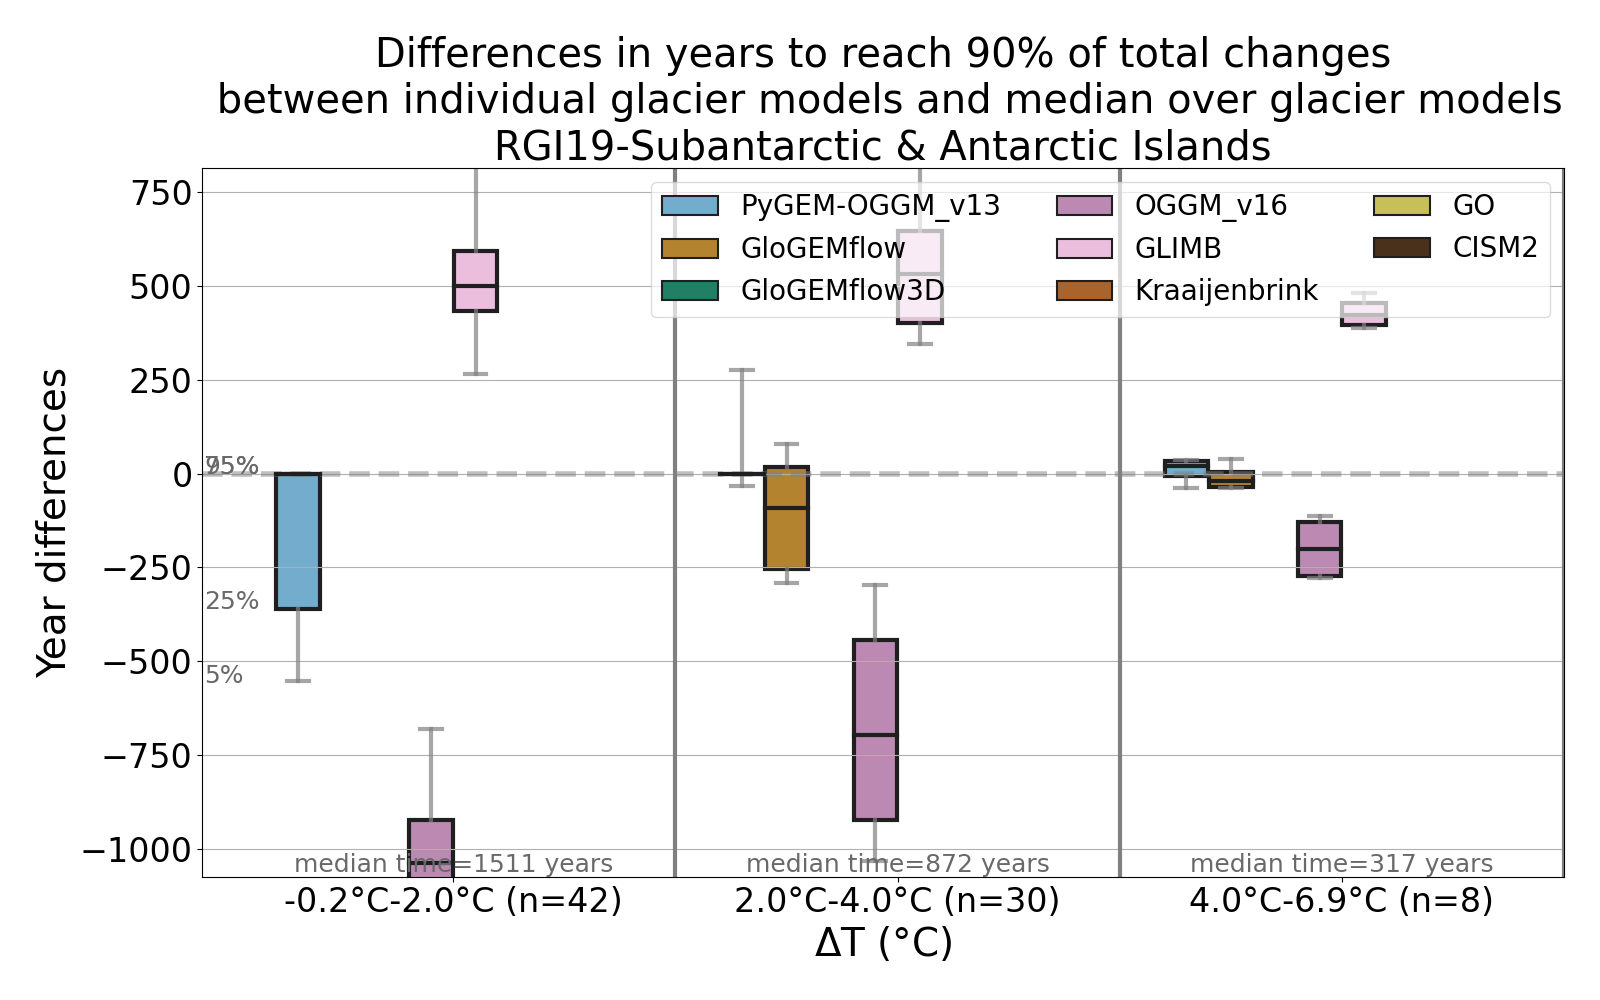 Differences in years to reach 90% of total changes
between individual glacier models and median over glacier models
RGI19-Subantarctic & Antarctic Islands
PyGEM-OGGM_v13
GloGEMflow
GloGEMflow3D
OGGM_v16
GLIMB
Kraaijenbrink
GO
CISM2
Year differences
750
500
250
0
−250
−500
−750
−1000
95%
25%
5%
median time=1511 years
median time=872 years
median time=317 years
-0.2°C-2.0°C (n=42)
2.0°C-4.0°C (n=30)
4.0°C-6.9°C (n=8)
ΔT (°C)